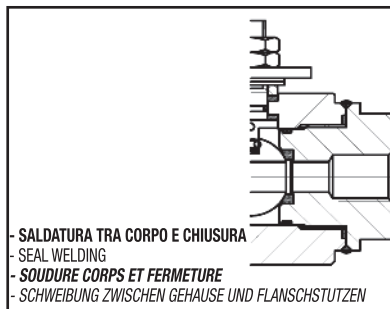 - SALDATURA TRA CORPO E CHIUSURA
- SEAL WELDING
- SOUDURE CORPS ET FERMETURE
- SCHWEIBUNG ZWISCHEN GEHAUSE UND FLANSCHSTUTZEN